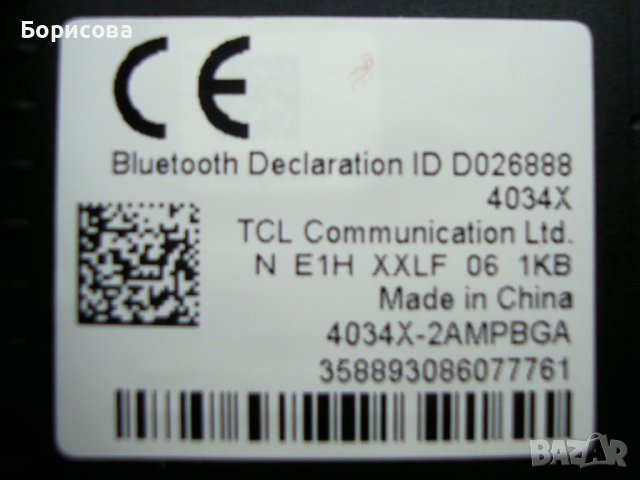 Борисова
CE
Bluetooth Declaration ID D026888
4034X
TCL Communication Ltd.
N E1H XXLF 06 1KB
Made in China
4034X-2AMPBGA
358893086077761
BAZAR